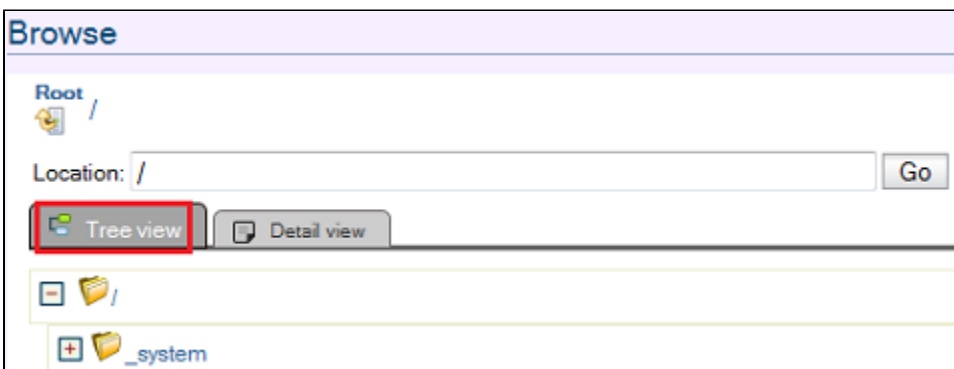 Browse
Root /
Location: / Go
Tree view Detail view
/
_system